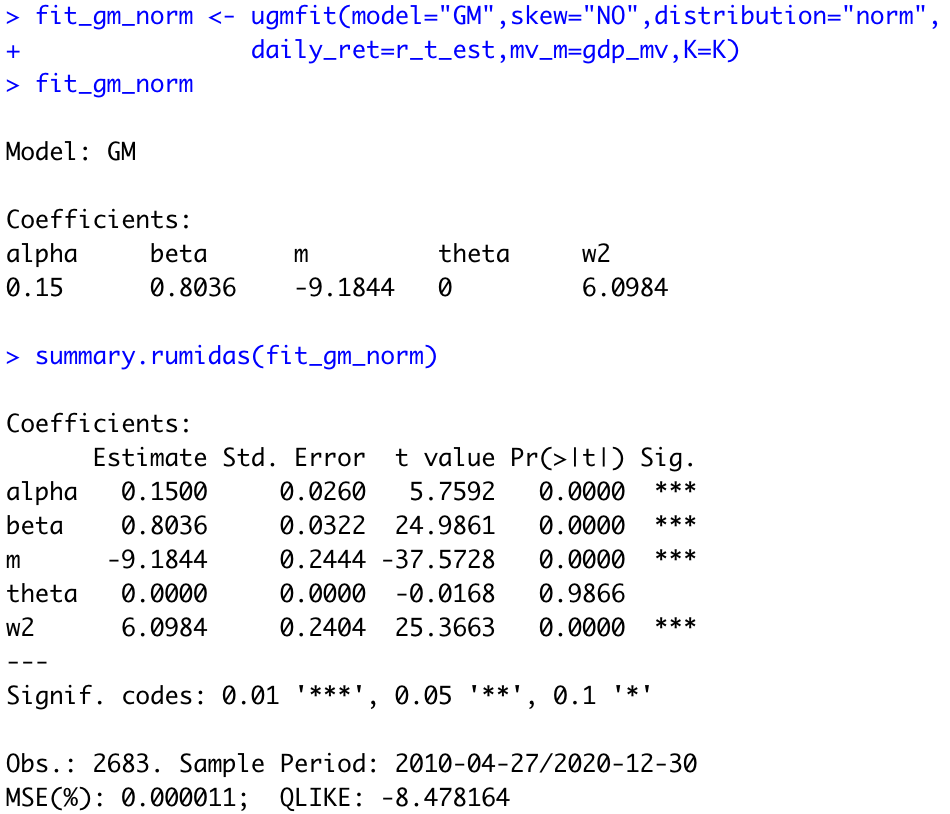 > fit_gm_norm <- ugmfit(model="GM",skew="NO",distribution="norm",
+               daily_ret=r_t_est,mv_m=gdp_mv,K=K)
> fit_gm_norm
Model: GM
Coefficients:
alpha     beta      m         theta     w2
0.15      0.8036    -9.1844   0         6.0984
> summary.rumidas(fit_gm_norm)
Coefficients:
      Estimate Std. Error  t value Pr(>|t|) Sig.
alpha   0.1500     0.0260   5.7592   0.0000  ***
beta    0.8036     0.0322  24.9861   0.0000  ***
m      -9.1844     0.2444 -37.5728   0.0000  ***
theta   0.0000     0.0000  -0.0168   0.9866
w2      6.0984     0.2404  25.3663   0.0000  ***
---
Signif. codes: 0.01 '***', 0.05 '**', 0.1 '*'
Obs.: 2683. Sample Period: 2010-04-27/2020-12-30
MSE(%): 0.000011;  QLIKE: -8.478164